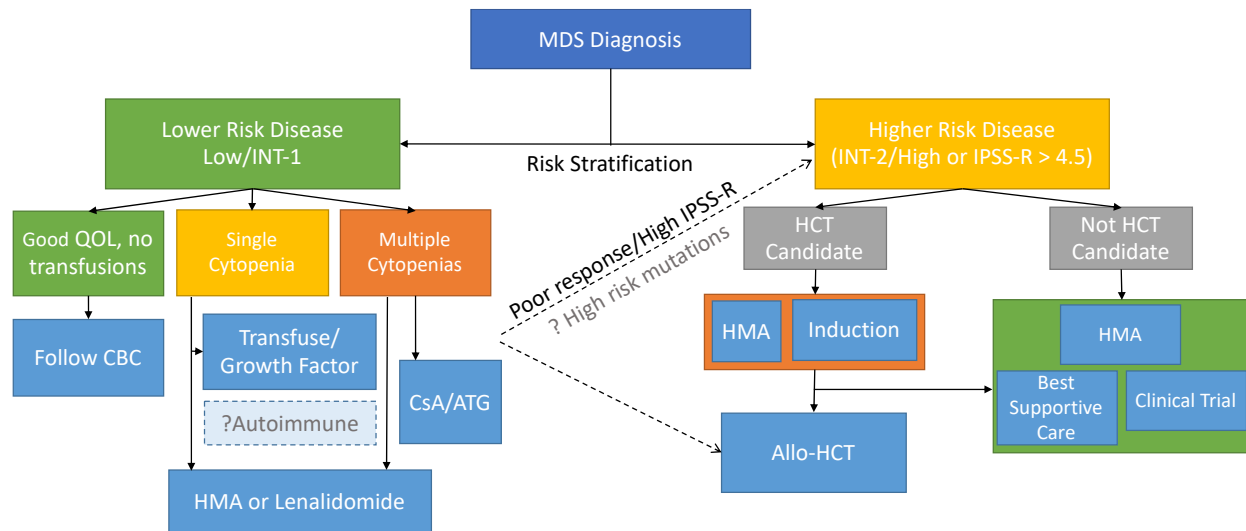 MDS Diagnosis
Lower Risk Disease
Low/INT-1
Risk Stratification
Higher Risk Disease
(INT-2/High or IPSS-R > 4.5)
Good QOL, no
transfusions
Single
Cytopenia
Multiple
Cytopenias
Poor response/High IPSS-R
? High risk mutations
HCT
Candidate
Not HCT
Candidate
Follow CBC
Transfuse/
Growth Factor
?Autoimmune
CsA/ATG
HMA or Lenalidomide
HMA
Induction
Allo-HCT
HMA
Best
Supportive
Care
Clinical Trial